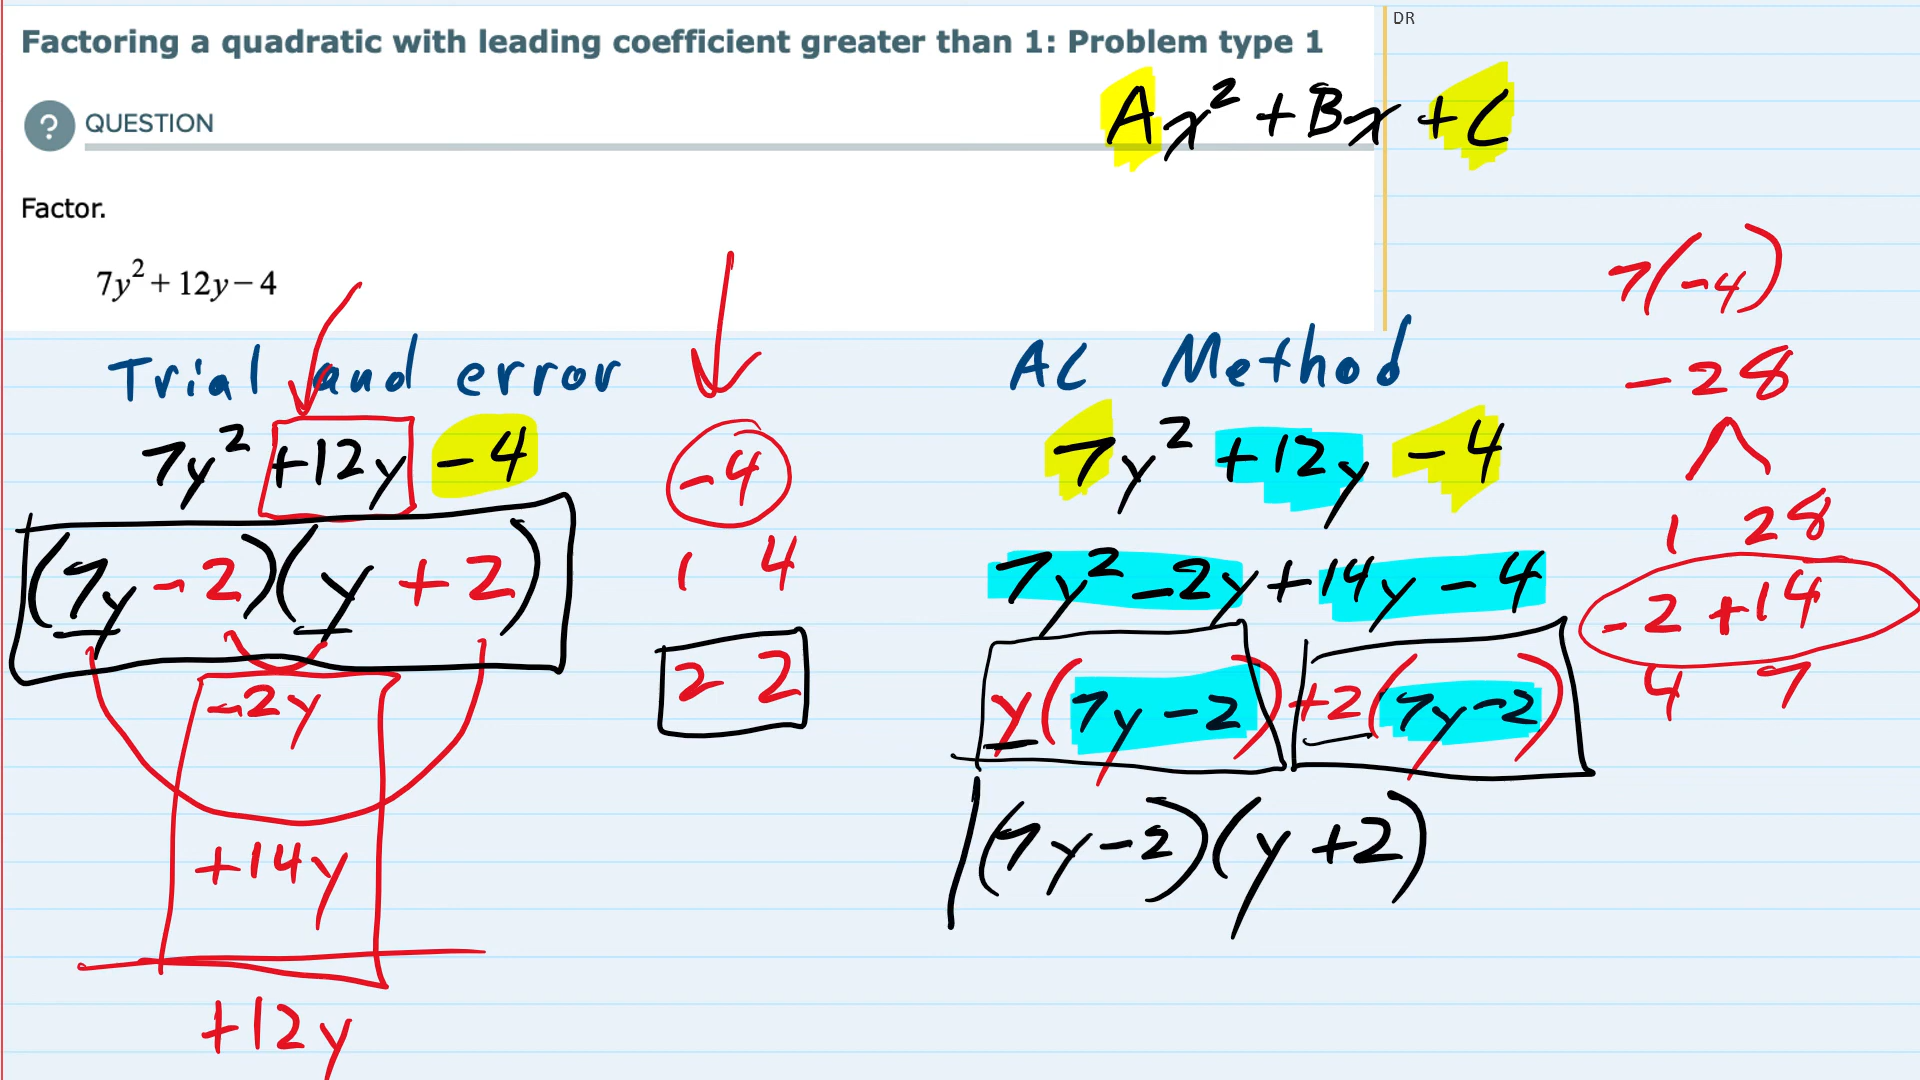 Factoring a quadratic with leading coefficient greater than 1: Problem type 1
DR
? QUESTION
Ax² + Bx + C
Factor.
7y² + 12y − 4
Trial and error
7y² +12y −4
(7y −2)(y +2)
−2y
+14y
+12y
−4
1 4
2 2
AC Method
7y² +12y −4
7y² −2y +14y −4
y(7y −2) +2(7y −2)
(7y −2)(y +2)
7(−4)
−28
1 28
−2 +14
4 7